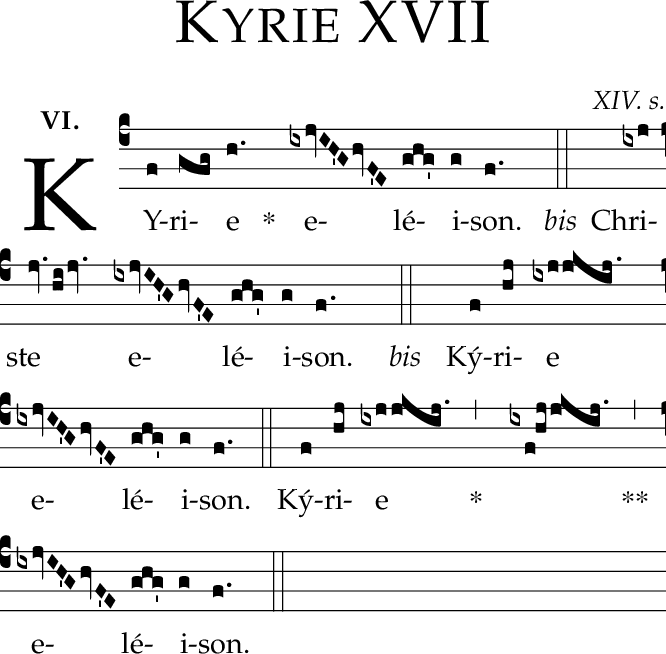 KYRIE XVII
XIV. s.
VI.
KY-ri-e * e-lé-i-son. bis Chri-
ste e-lé-i-son. bis Ký-ri-e
e-lé-i-son. Ký-ri-e * **
e-lé-i-son.